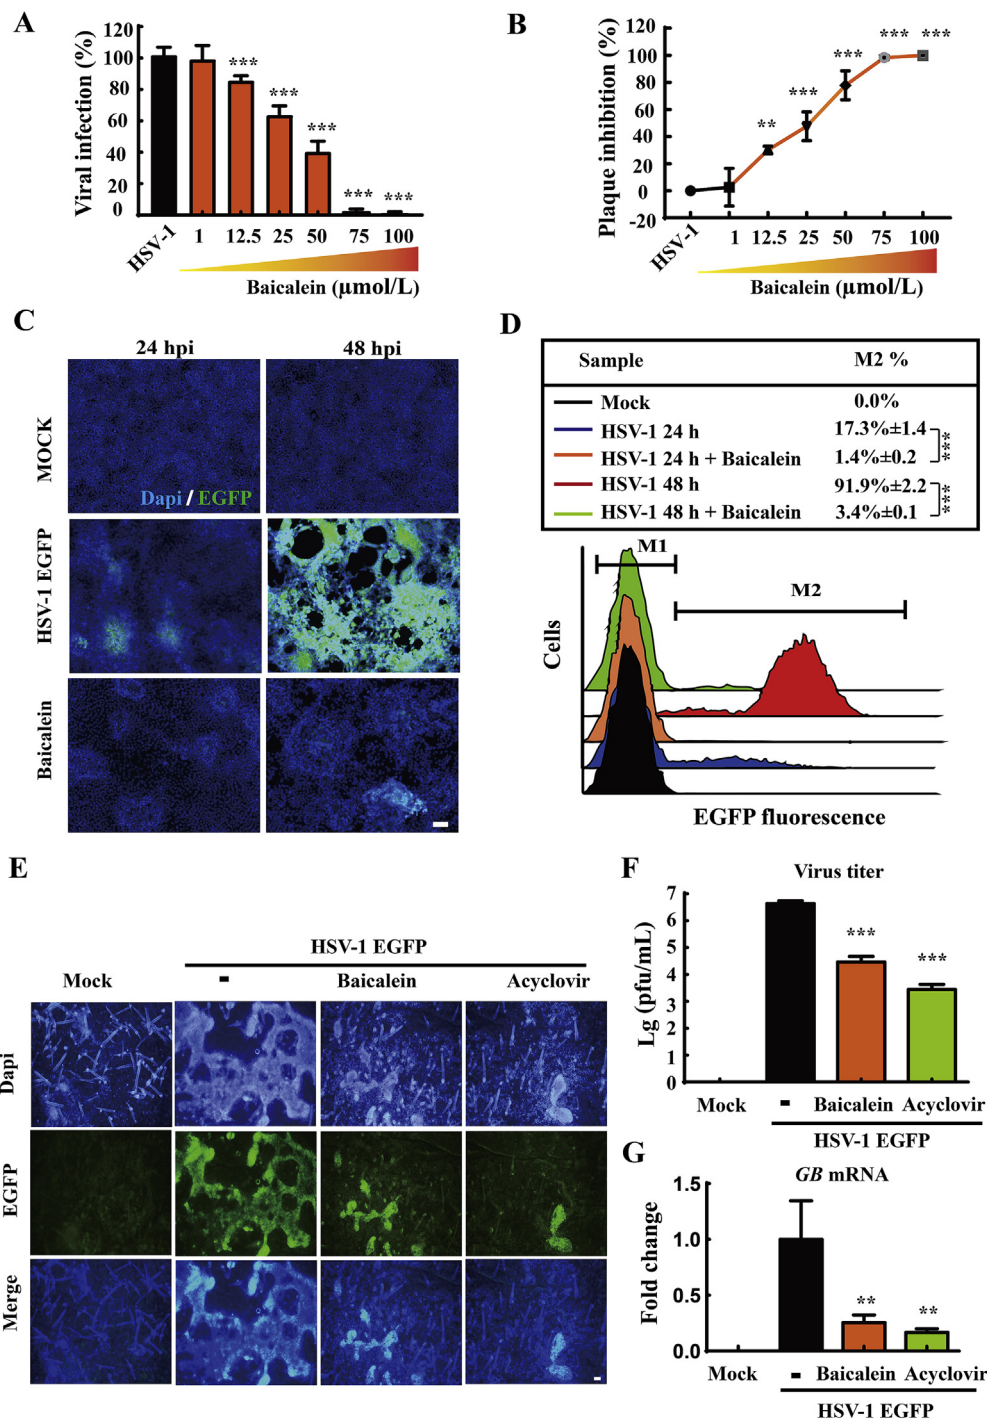 A
Viral infection (%)
120
100
80
60
40
20
0
***
***
***
***
***
HSV-1
1
12.5
25
50
75
100
Baicalein (μmol/L)
B
Plaque inhibition (%)
120
100
80
60
40
20
0
-20
**
***
***
***
***
HSV-1
1
12.5
25
50
75
100
Baicalein (μmol/L)
C
24 hpi 48 hpi
MOCK
Dapi / EGFP
HSV-1 EGFP
Baicalein
D
Sample M2 %
Mock 0.0%
HSV-1 24 h 17.3%±1.4
HSV-1 24 h + Baicalein 1.4%±0.2
***
HSV-1 48 h 91.9%±2.2
HSV-1 48 h + Baicalein 3.4%±0.1
***
M1
M2
Cells
EGFP fluorescence
E
HSV-1 EGFP
Mock - Baicalein Acyclovir
Dapi
EGFP
Merge
F
Virus titer
Lg (pfu/mL)
7
6
5
4
3
2
1
0
***
***
Mock - Baicalein Acyclovir
HSV-1 EGFP
G
GB mRNA
Fold change
1.5
1.0
0.5
0.0
**
**
Mock - Baicalein Acyclovir
HSV-1 EGFP